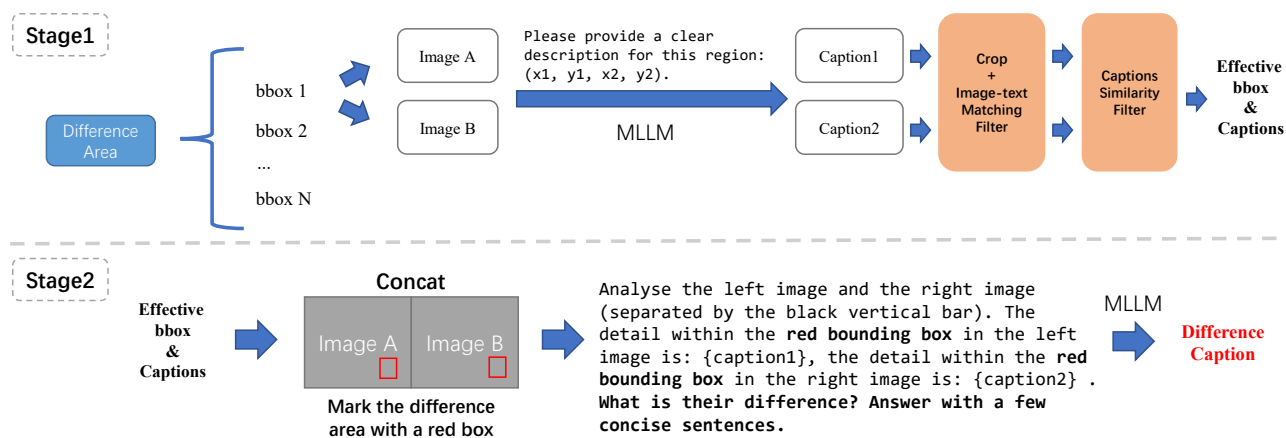 Stage1
Difference
Area
bbox 1
bbox 2
...
bbox N
Image A
Image B
Please provide a clear
description for this region:
(x1, y1, x2, y2).
MLLM
Caption1
Caption2
Crop
+
Image-text
Matching
Filter
Captions
Similarity
Filter
Effective
bbox
&
Captions
Stage2
Effective
bbox
&
Captions
Concat
Image A
Image B
Mark the difference
area with a red box
Analyse the left image and the right image
(separated by the black vertical bar). The
detail within the red bounding box in the left
image is: {caption1}, the detail within the red
bounding box in the right image is: {caption2} .
What is their difference? Answer with a few
concise sentences.
MLLM
Difference
Caption